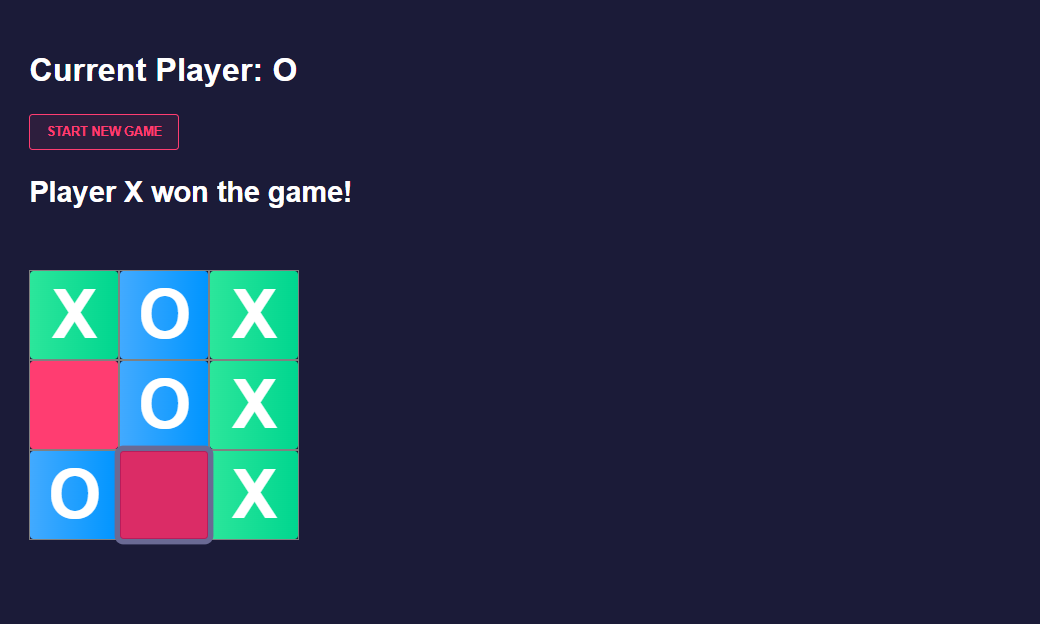 Current Player: O
START NEW GAME
Player X won the game!
X O X
O X
O X